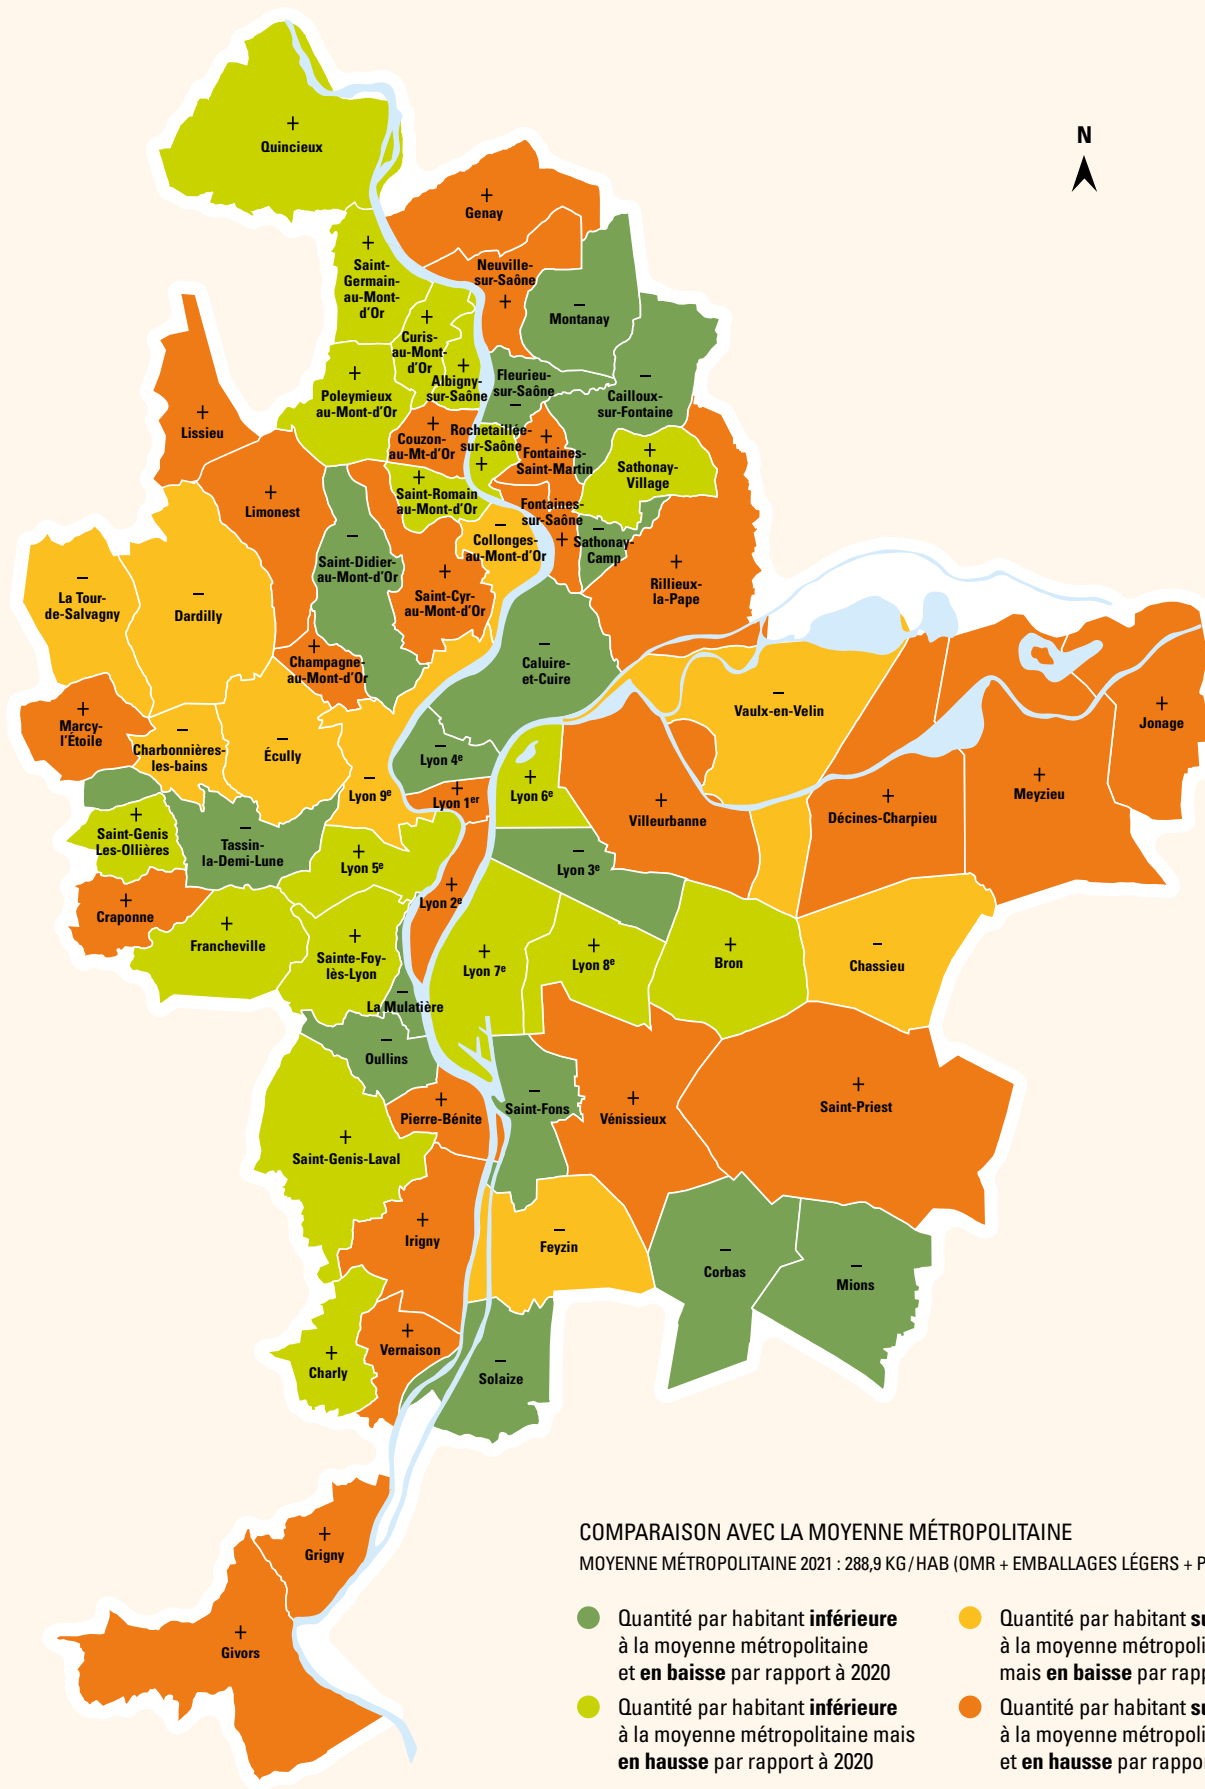 N
+
Quincieux
+
Genay
+
Saint-
Germain-
au-Mont-
d'Or
Neuville-
sur-Saône
+
–
Montanay
+
Curis-
au-Mont-
d'Or
+
Albigny-
sur-Saône
Fleurieu-
sur-Saône
–
–
Cailloux-
sur-Fontaine
+
Poleymieux
au-Mont-d'Or
+
Lissieu
+
Couzon-
au-Mt-d'Or
Rochetaillée-
sur-Saône
+
+
Fontaines-
Saint-Martin
+
Sathonay-
Village
+
Limonest
+
Saint-Romain
au-Mont-d'Or
Fontaines-
sur-Saône
+
–
Sathonay-
Camp
–
Collonges-
au-Mont-d'Or
–
Saint-Didier-
au-Mont-d'Or
+
Saint-Cyr-
au-Mont-d'Or
+
Rillieux-
la-Pape
–
La Tour-
de-Salvagny
–
Dardilly
+
Champagne-
au-Mont-d'Or
–
Caluire-
et-Cuire
–
Vaulx-en-Velin
+
Jonage
+
Marcy-
l'Étoile
–
Charbonnières-
les-bains
–
Écully
–
Lyon 9e
–
Lyon 4e
+
Lyon 1er
+
Lyon 6e
+
Villeurbanne
+
Décines-Charpieu
+
Meyzieu
+
Saint-Genis
Les-Ollières
–
Tassin-
la-Demi-Lune
+
Lyon 5e
–
Lyon 3e
+
Craponne
+
Lyon 2e
+
Francheville
+
Sainte-Foy-
lès-Lyon
+
Lyon 7e
+
Lyon 8e
+
Bron
–
Chassieu
–
La Mulatière
–
Oullins
+
Pierre-Bénite
–
Saint-Fons
+
Vénissieux
+
Saint-Priest
+
Saint-Genis-Laval
+
Irigny
–
Feyzin
–
Corbas
–
Mions
+
Charly
+
Vernaison
–
Solaize
+
Grigny
+
Givors
COMPARAISON AVEC LA MOYENNE MÉTROPOLITAINE
MOYENNE MÉTROPOLITAINE 2021 : 288,9 KG/HAB (OMR + EMBALLAGES LÉGERS + P
Quantité par habitant inférieure
à la moyenne métropolitaine
et en baisse par rapport à 2020
Quantité par habitant inférieure
à la moyenne métropolitaine mais
en hausse par rapport à 2020
Quantité par habitant su
à la moyenne métropoli
mais en baisse par rapp
Quantité par habitant su
à la moyenne métropoli
et en hausse par rappor